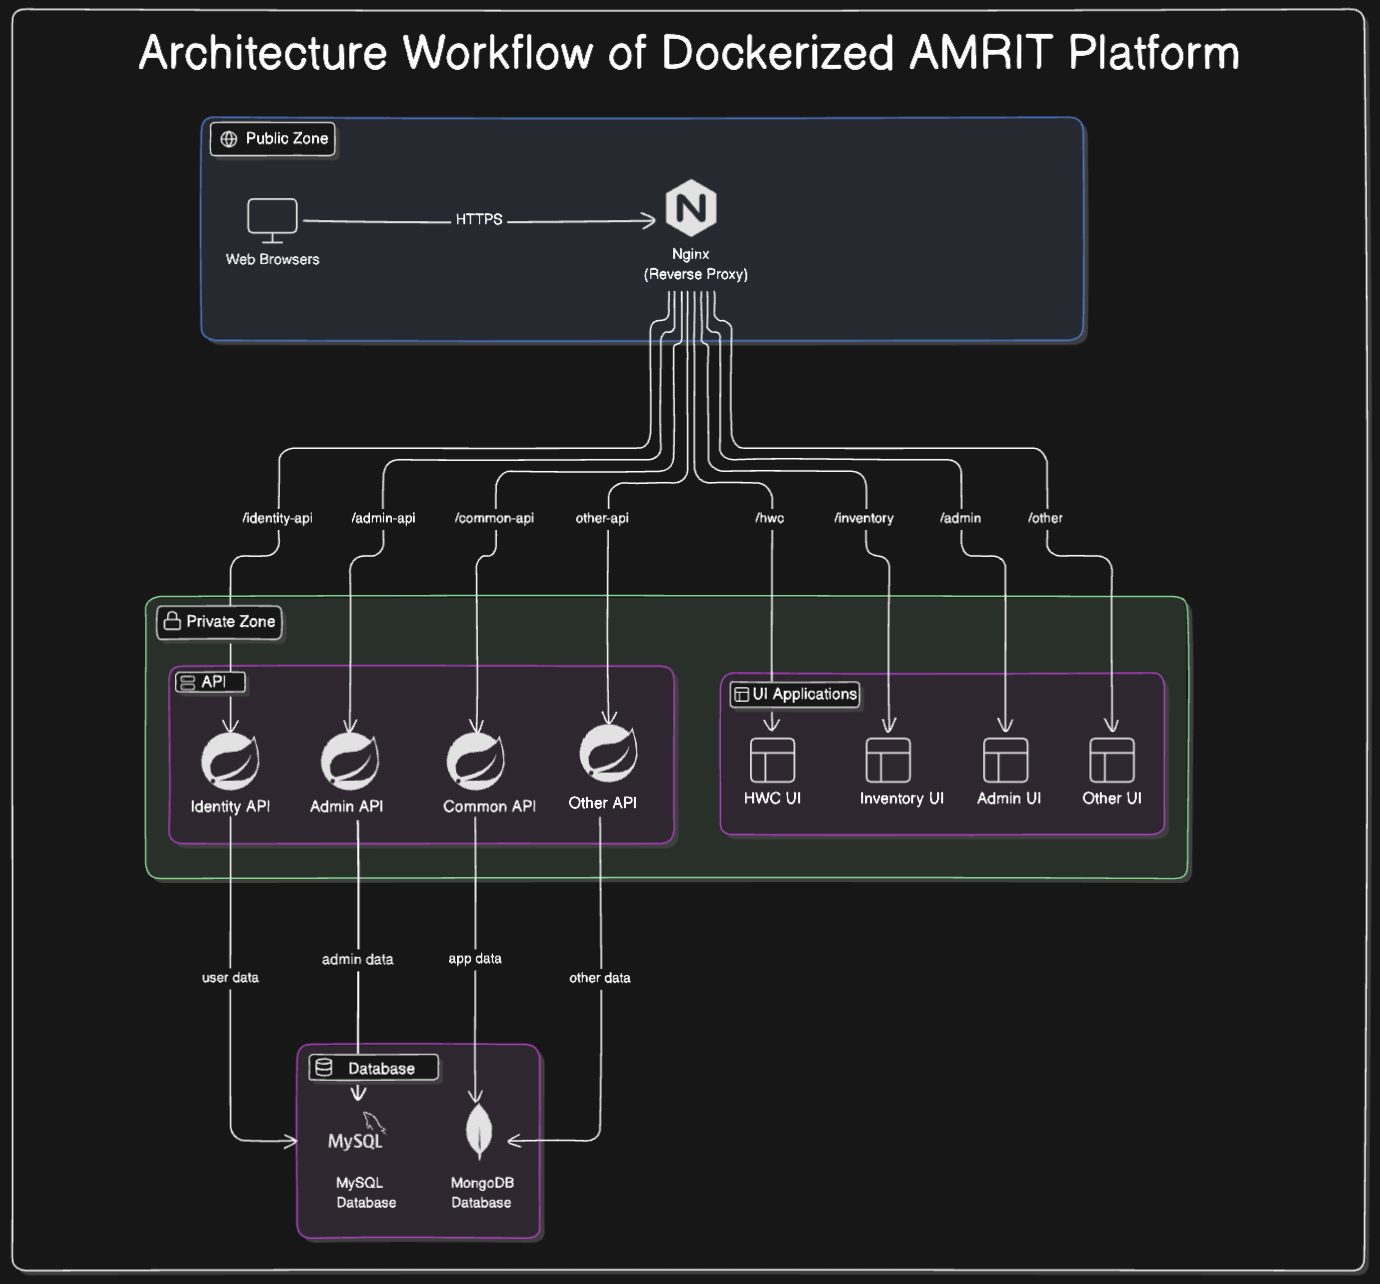 Architecture Workflow of Dockerized AMRIT Platform
Public Zone
HTTPS
Web Browsers
Nginx
(Reverse Proxy)
/identity-api
/admin-api
/common-api
other-api
/hwc
/inventory
/admin
/other
Private Zone
API
UI Applications
Identity API
Admin API
Common API
Other API
HWC UI
Inventory UI
Admin UI
Other UI
user data
admin data
app data
other data
Database
MySQL
MySQL
Database
MongoDB
Database